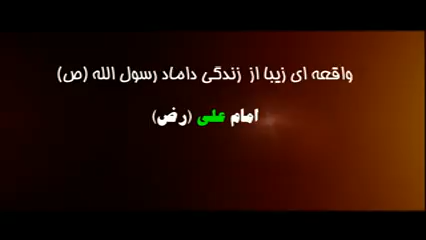 واقعه ای زیبا از زندگی داماد رسول الله (ص)
امام علی (رض)